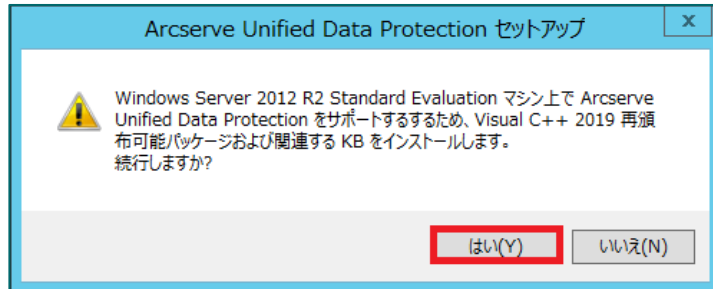 Arcserve Unified Data Protection セットアップ
x
Windows Server 2012 R2 Standard Evaluation マシン上で Arcserve
Unified Data Protection をサポートするするため、Visual C++ 2019 再頒
布可能パッケージおよび関連する KB をインストールします。
続行しますか?
はい(Y)
いいえ(N)